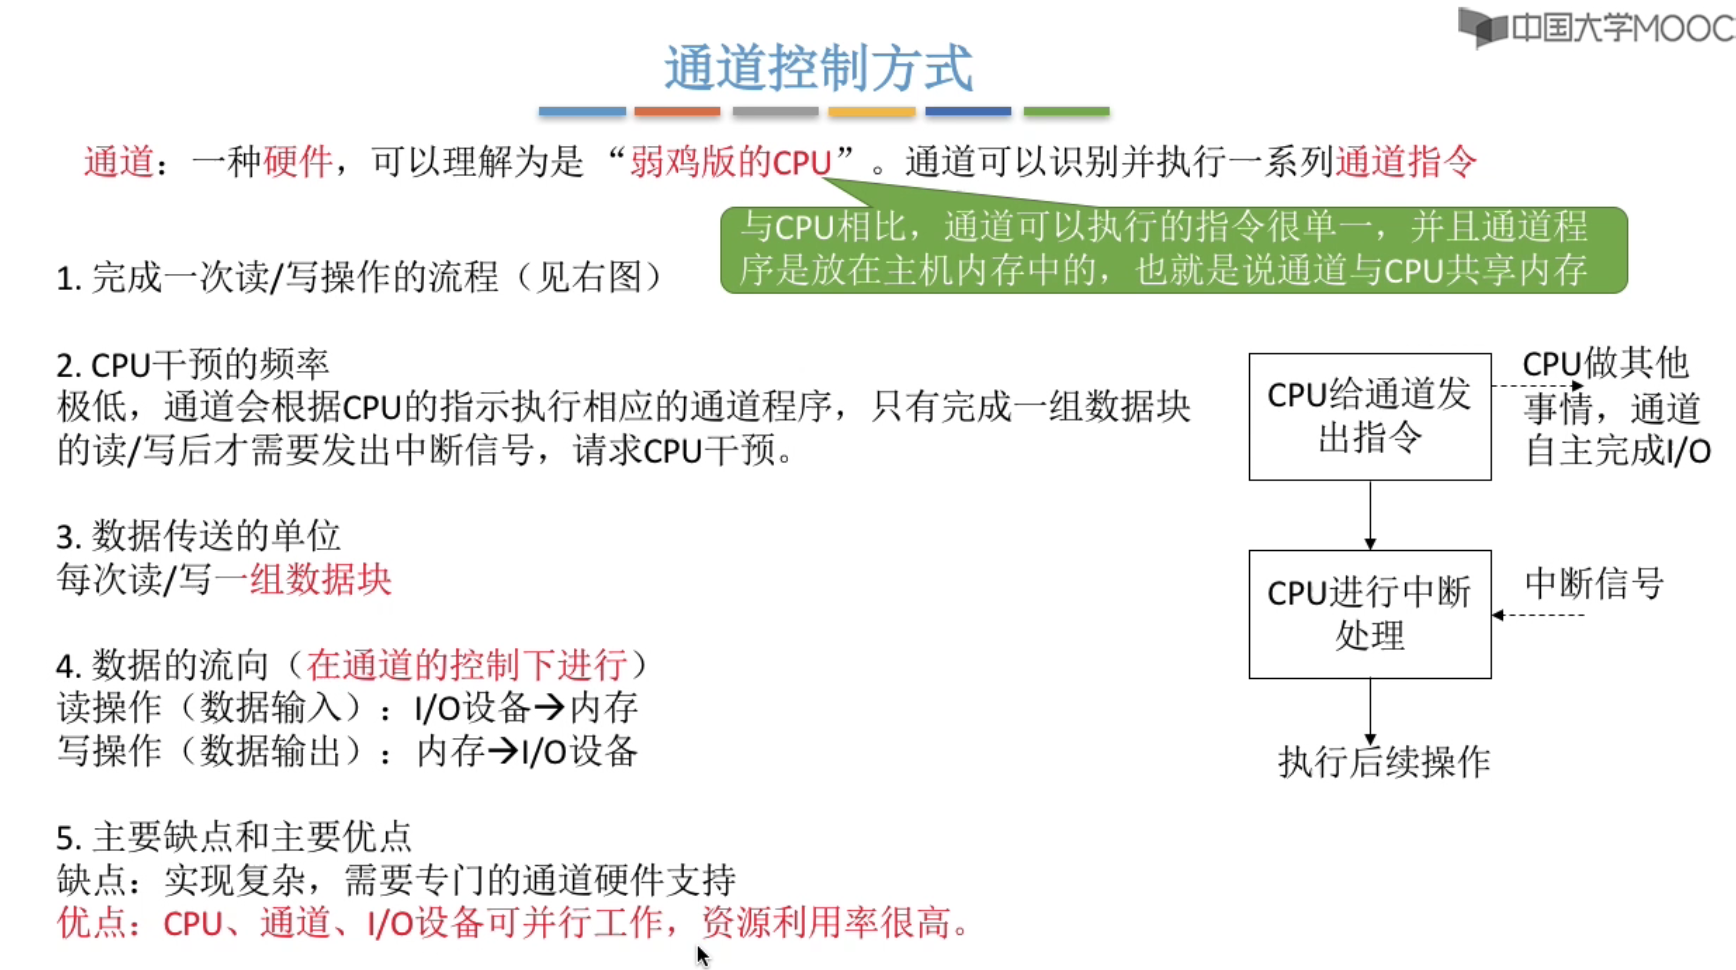 中国大学MOOC
通道控制方式
通道：一种硬件，可以理解为是 “弱鸡版的CPU” 。通道可以识别并执行一系列通道指令
与CPU相比，通道可以执行的指令很单一，并且通道程
序是放在主机内存中的，也就是说通道与CPU共享内存
1. 完成一次读/写操作的流程（见右图）
2. CPU干预的频率
极低，通道会根据CPU的指示执行相应的通道程序，只有完成一组数据块
的读/写后才需要发出中断信号，请求CPU干预。
3. 数据传送的单位
每次读/写一组数据块
4. 数据的流向（在通道的控制下进行）
读操作（数据输入）：I/O设备→内存
写操作（数据输出）：内存→I/O设备
5. 主要缺点和主要优点
缺点：实现复杂，需要专门的通道硬件支持
优点：CPU、通道、I/O设备可并行工作，资源利用率很高。
CPU给通道发
出指令
CPU做其他
事情，通道
自主完成I/O
CPU进行中断
处理
中断信号
执行后续操作